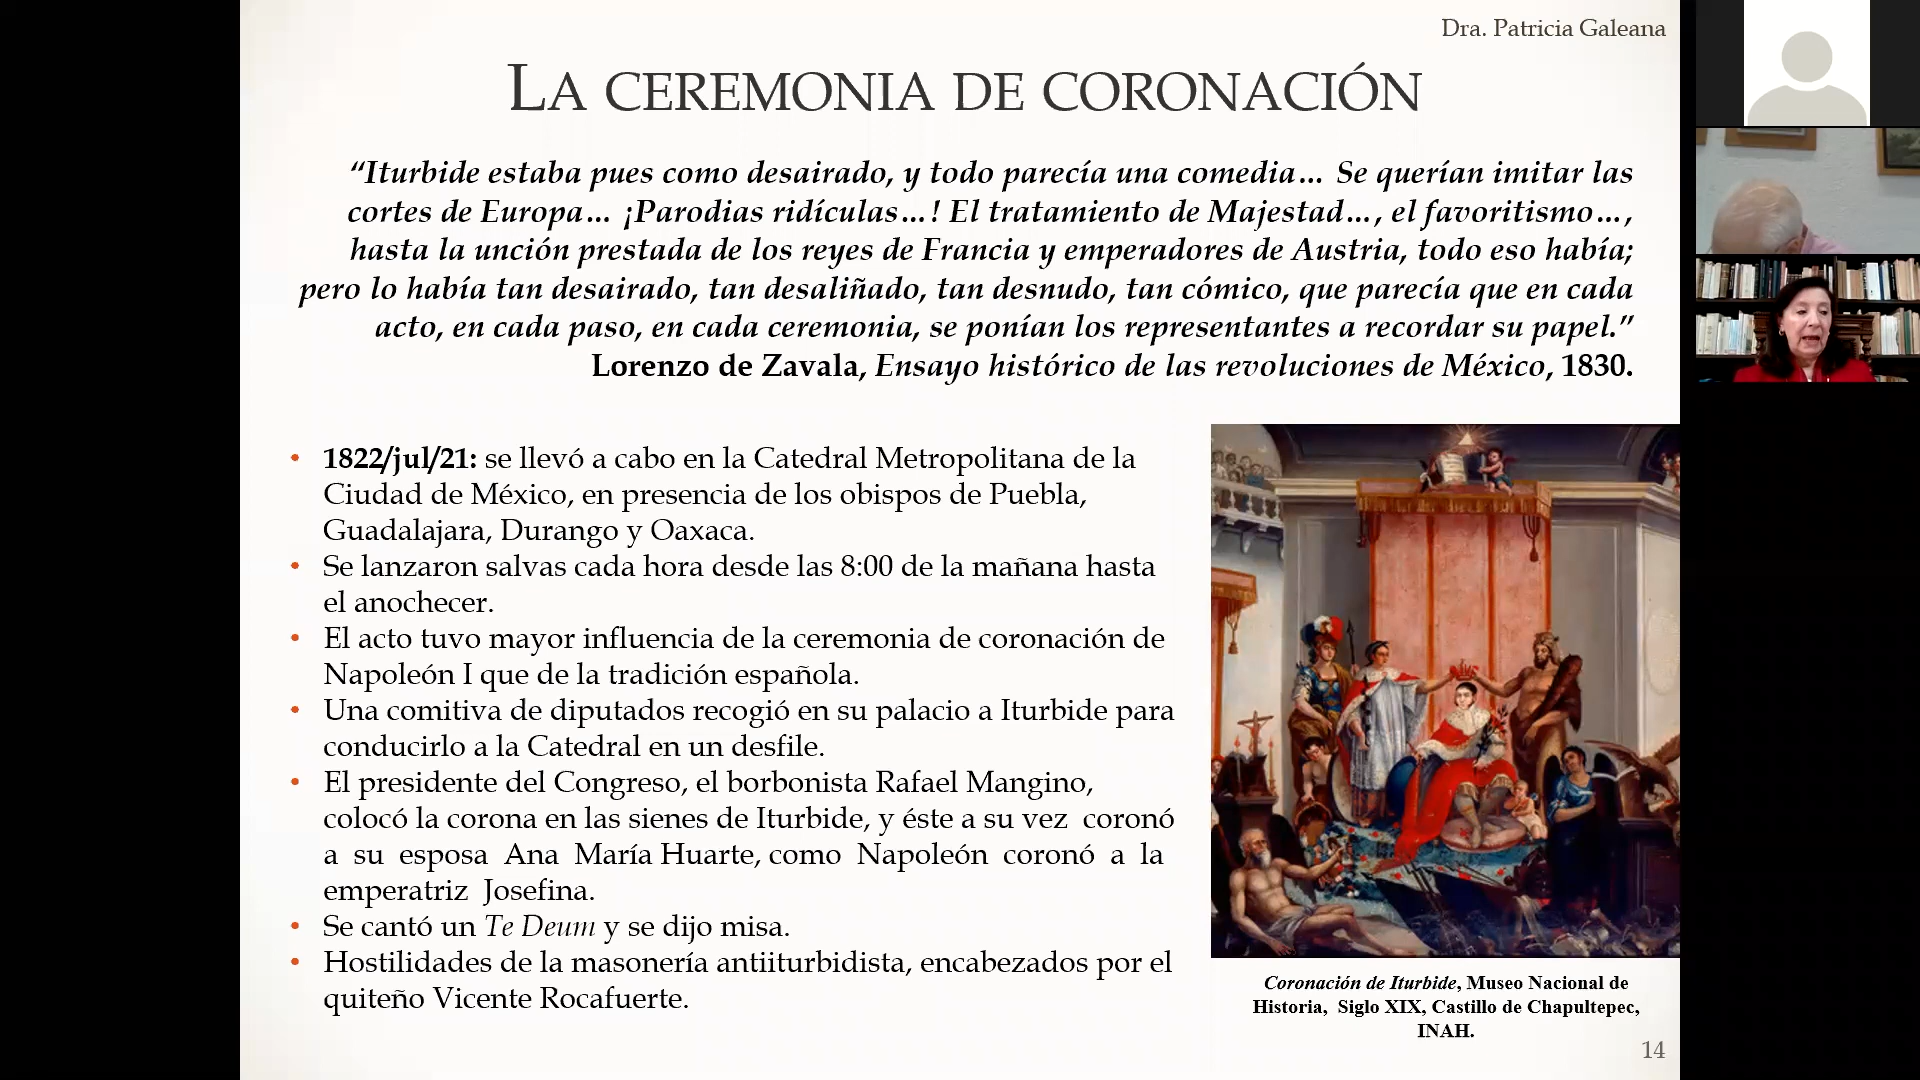 Dra. Patricia Galeana
LA CEREMONIA DE CORONACIÓN
“Iturbide estaba pues como desairado, y todo parecía una comedia… Se querían imitar las
cortes de Europa… ¡Parodias ridículas…! El tratamiento de Majestad…, el favoritismo…,
hasta la unción prestada de los reyes de Francia y emperadores de Austria, todo eso había;
pero lo había tan desairado, tan desaliñado, tan desnudo, tan cómico, que parecía que en cada
acto, en cada paso, en cada ceremonia, se ponían los representantes a recordar su papel.”
Lorenzo de Zavala, Ensayo histórico de las revoluciones de México, 1830.
• 1822/jul/21: se llevó a cabo en la Catedral Metropolitana de la
Ciudad de México, en presencia de los obispos de Puebla,
Guadalajara, Durango y Oaxaca.
• Se lanzaron salvas cada hora desde las 8:00 de la mañana hasta
el anochecer.
• El acto tuvo mayor influencia de la ceremonia de coronación de
Napoleón I que de la tradición española.
• Una comitiva de diputados recogió en su palacio a Iturbide para
conducirlo a la Catedral en un desfile.
• El presidente del Congreso, el borbonista Rafael Mangino,
colocó la corona en las sienes de Iturbide, y éste a su vez coronó
a su esposa Ana María Huarte, como Napoleón coronó a la
emperatriz Josefina.
• Se cantó un Te Deum y se dijo misa.
• Hostilidades de la masonería antiiturbidista, encabezados por el
quiteño Vicente Rocafuerte.
Coronación de Iturbide, Museo Nacional de
Historia, Siglo XIX, Castillo de Chapultepec,
INAH.
14